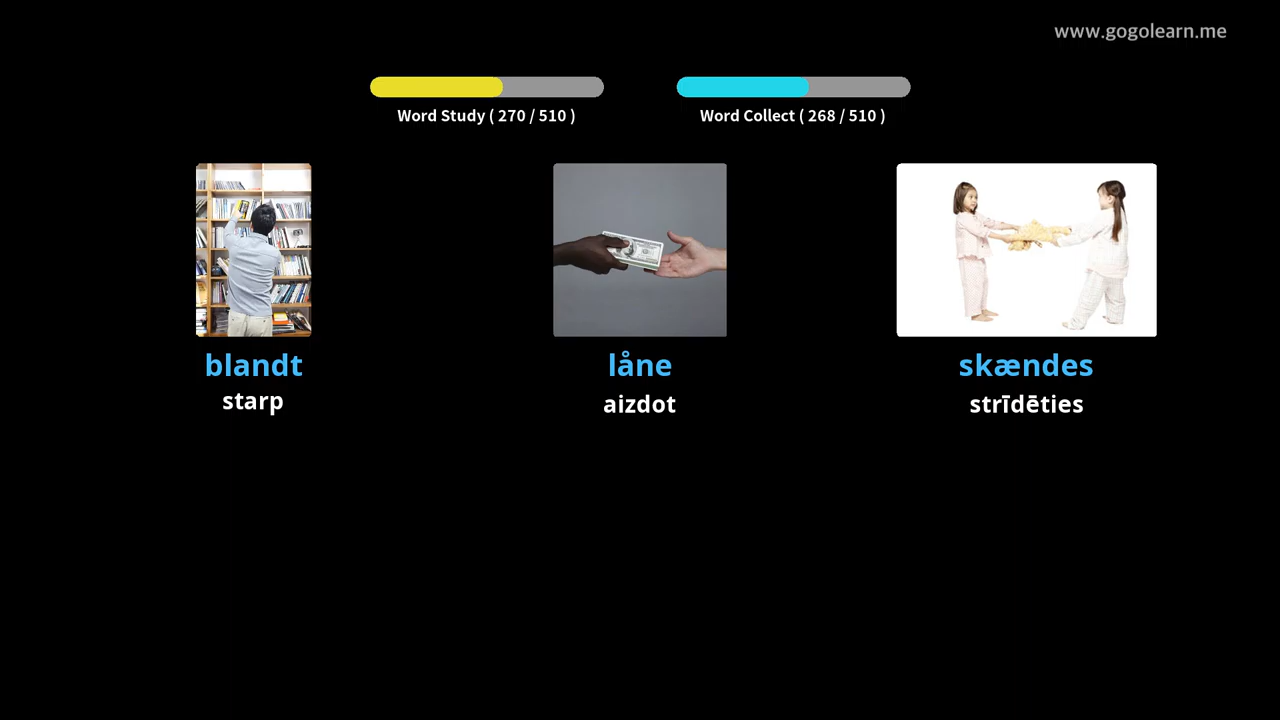 www.gogolearn.me
Word Study ( 270 / 510 )
Word Collect ( 268 / 510 )
blandt
starp
låne
aizdot
skændes
strīdēties